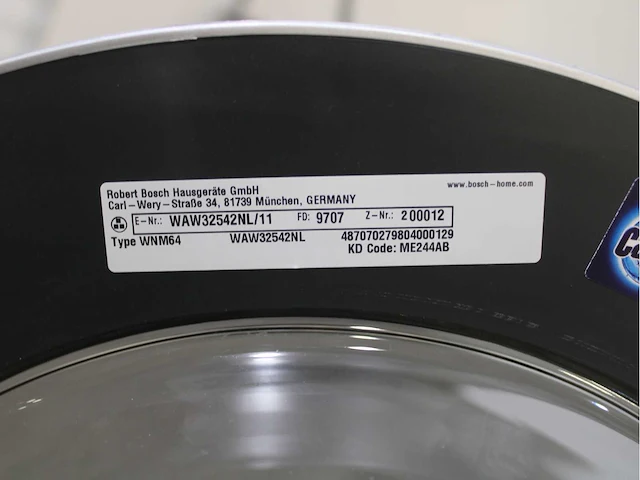 Robert Bosch Hausgeräte GmbH
www.bosch-home.com
Carl-Wery-Straße 34, 81739 München, GERMANY
E-Nr.: WAW32542NL/11 FD: 9707 Z-Nr.: 200012
Type WNM64 WAW32542NL 487070279804000129
KD Code: ME244AB